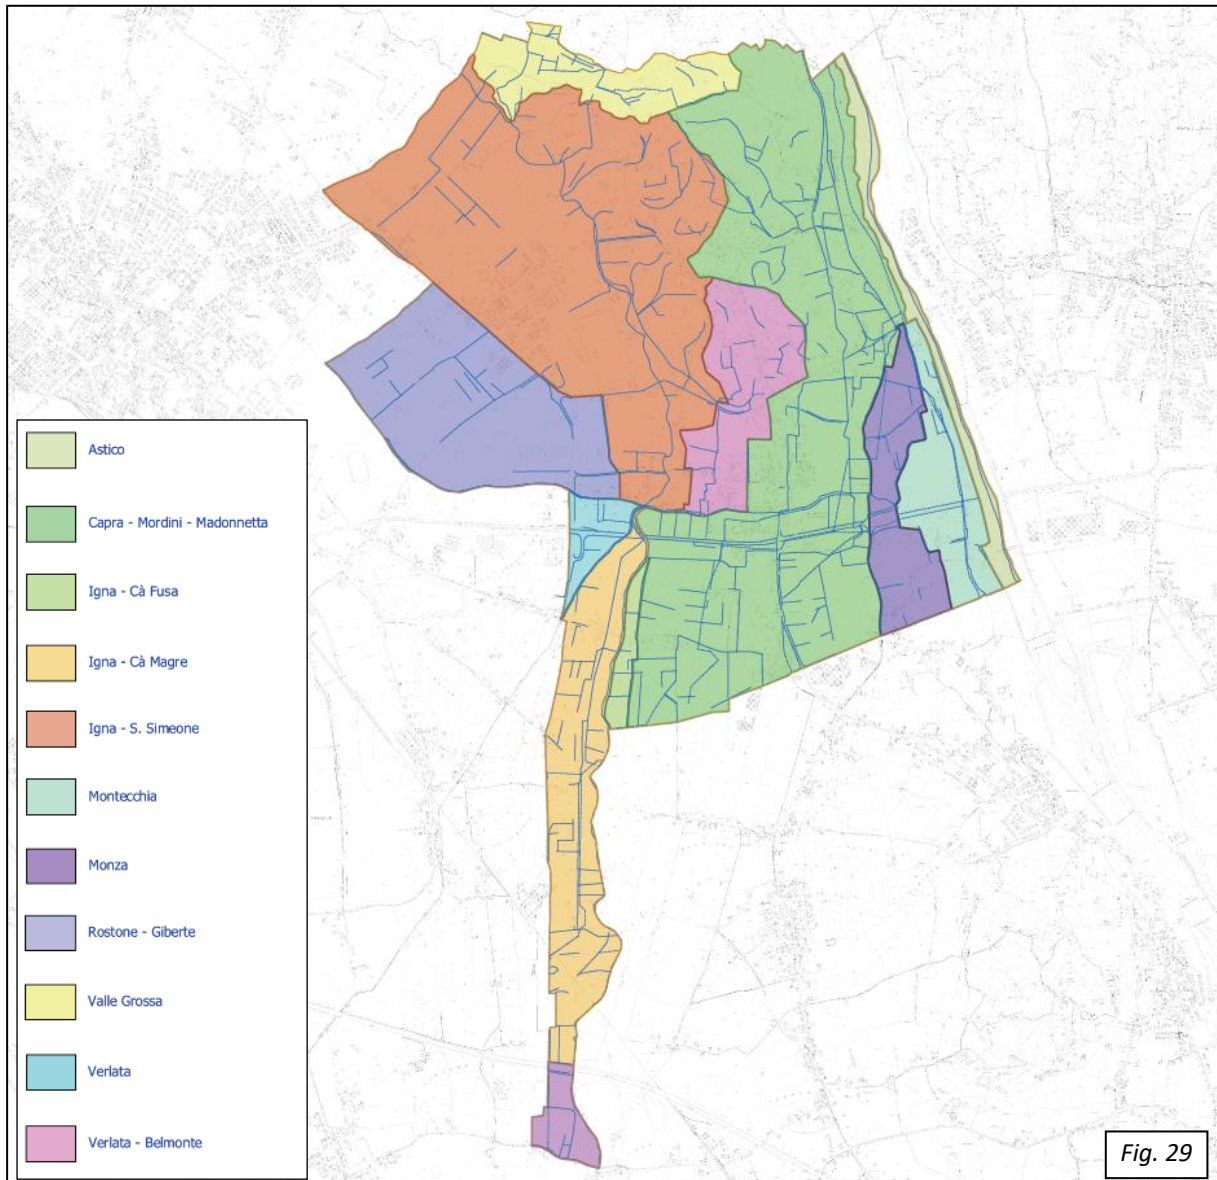 Astico
Capra - Mordini - Madonnetta
Igna - Cà Fusa
Igna - Cà Magre
Igna - S. Simeone
Montecchia
Monza
Rostone - Giberte
Valle Grossa
Verlata
Verlata - Belmonte
Fig. 29